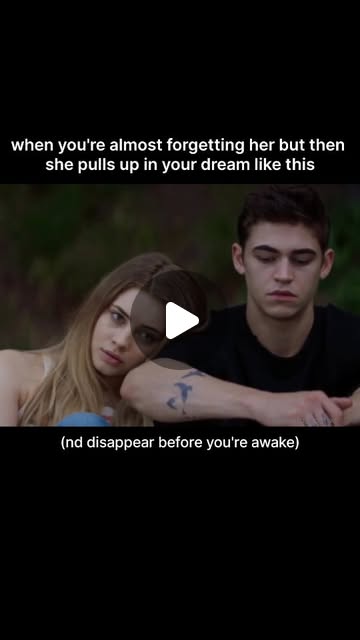 when you're almost forgetting her but then
she pulls up in your dream like this
(nd disappear before you're awake)